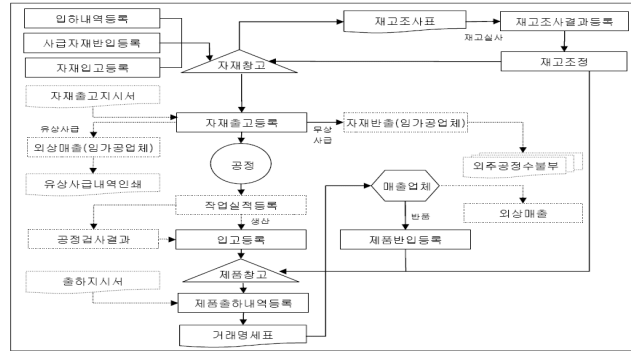 입하내역등록
사급자재반입등록
자재입고등록
재고조사표
재고실사
재고조사결과등록
재고조정
자재창고
자재출고지시서
자재출고등록
유상사급
무상
사급
외상매출(임가공업체)
자재반출(임가공업체)
유상사급내역인쇄
공정
외주공정수불부
작업실적등록
매출업체
생산
반품
외상매출
공정검사결과
입고등록
제품반입등록
출하지시서
제품창고
제품출하내역등록
거래명세표